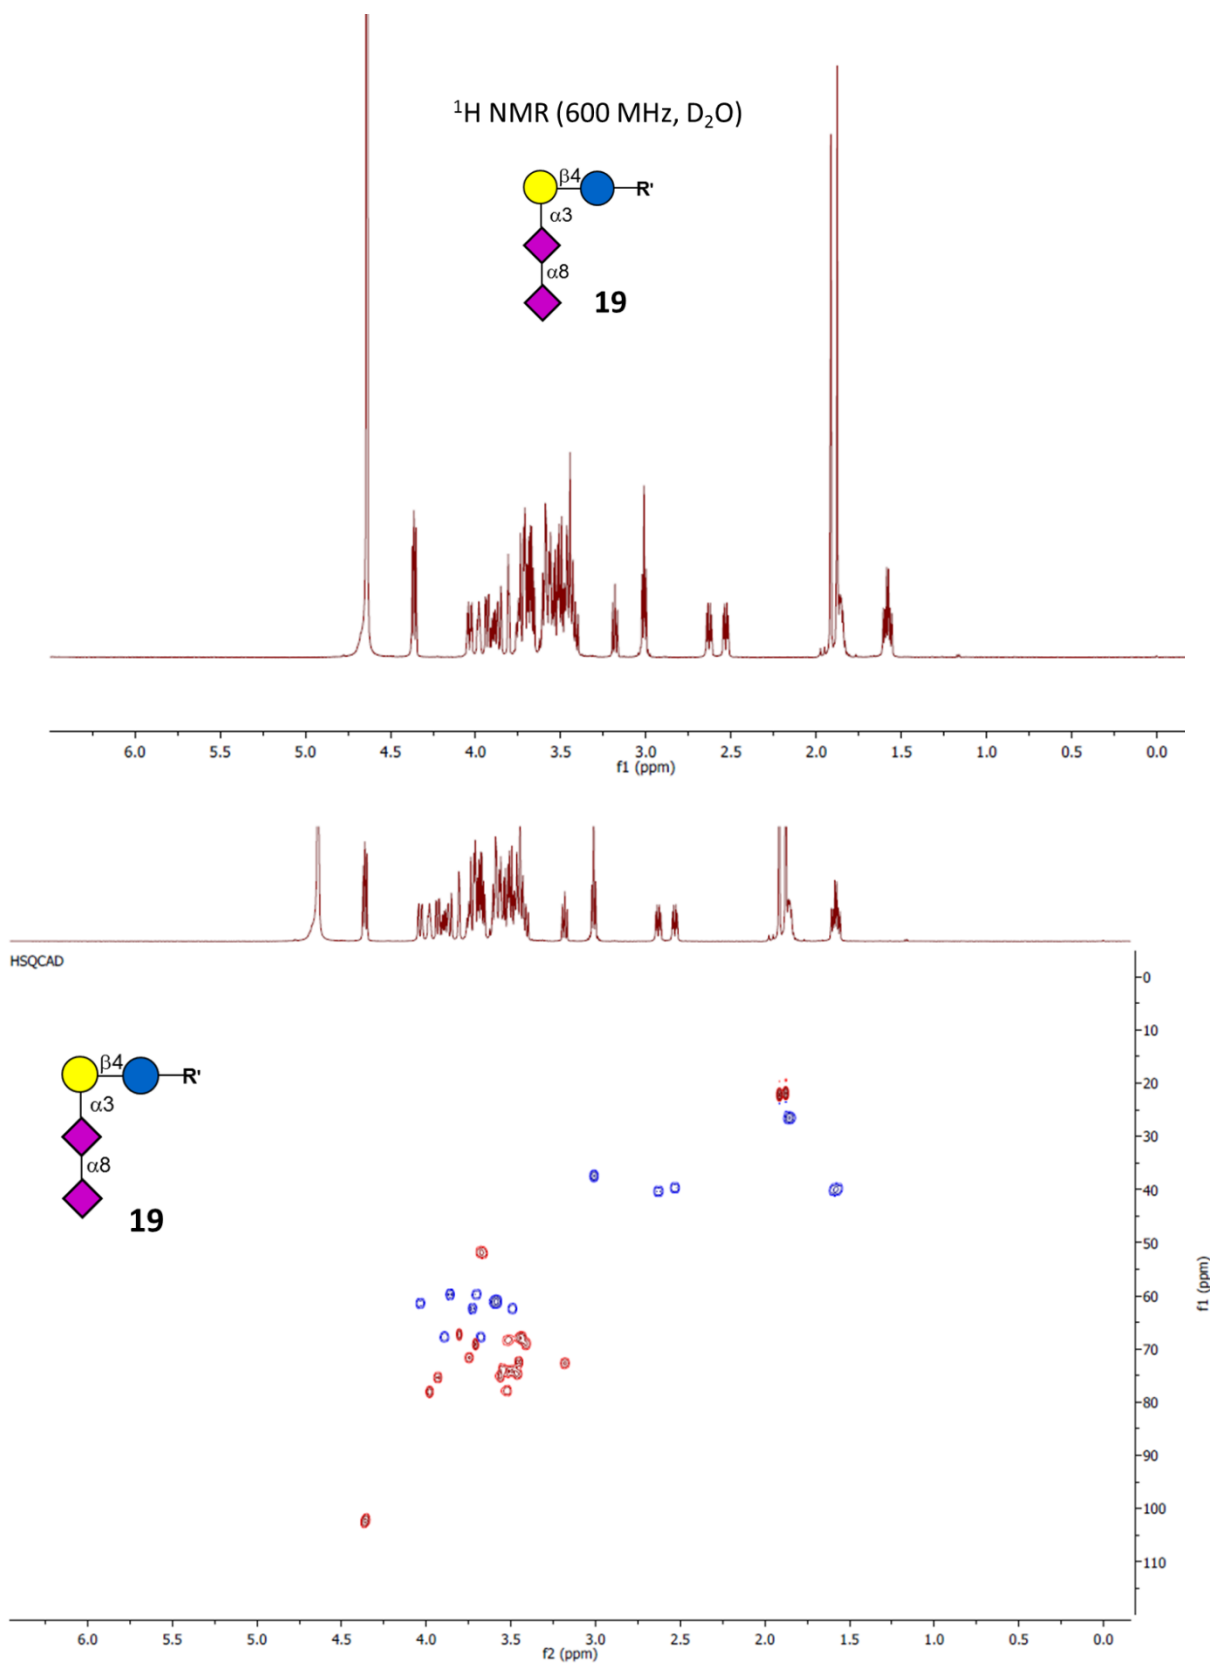 ¹H NMR (600 MHz, D₂O)
β4
R'
α3
α8
19
6.0 5.5 5.0 4.5 4.0 3.5 3.0 2.5 2.0 1.5 1.0 0.5 0.0
f1 (ppm)
HSQCAD
0
10
20
30
40
50
60
70
80
90
100
110
f1 (ppm)
β4
R'
α3
α8
19
6.0 5.5 5.0 4.5 4.0 3.5 3.0 2.5 2.0 1.5 1.0 0.5 0.0
f2 (ppm)